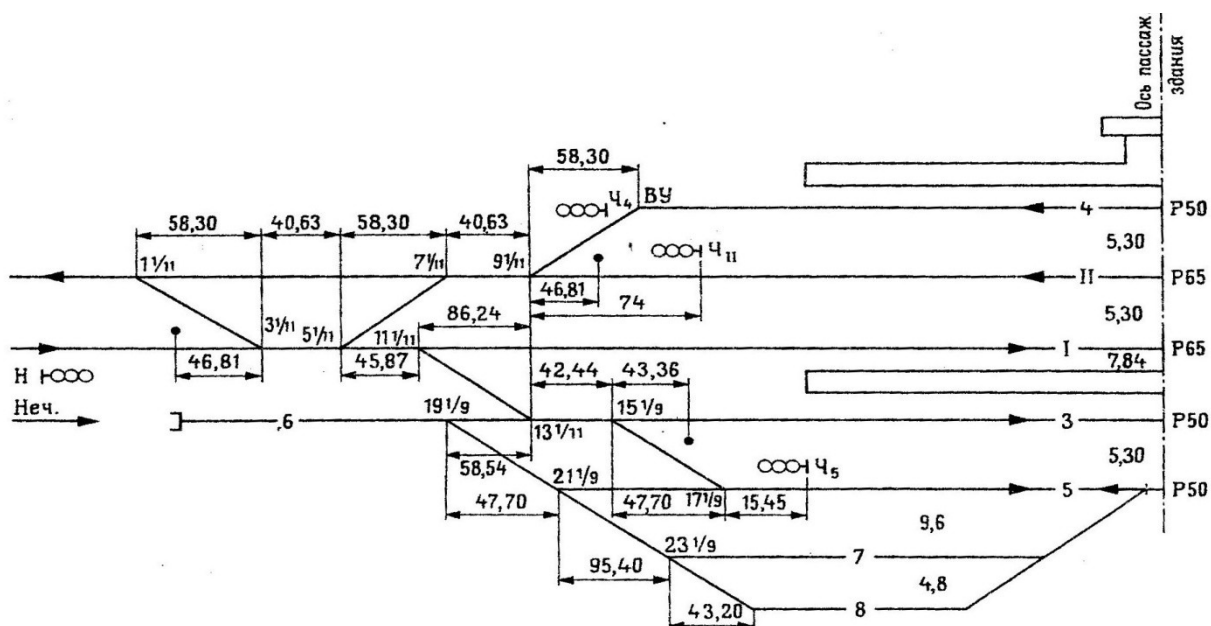 Ось пассаж
здания
58,30
Ч4
ВУ
4
Р50
58,30
40,63
58,30
40,63
5,30
1 1/11
7 1/11
9 1/11
ЧII
II
Р65
46,81
74
86,24
5,30
3 1/11
5 1/11
11 1/11
I
Р65
46,81
45,87
7,84
Н
42,44
43,36
Неч.
6
19 1/9
13 1/11
15 1/9
3
Р50
58,54
5,30
21 1/9
Ч5
5
Р50
47,70
47,70
17 1/9
15,45
9,6
23 1/9
7
95,40
4,8
43,20
8